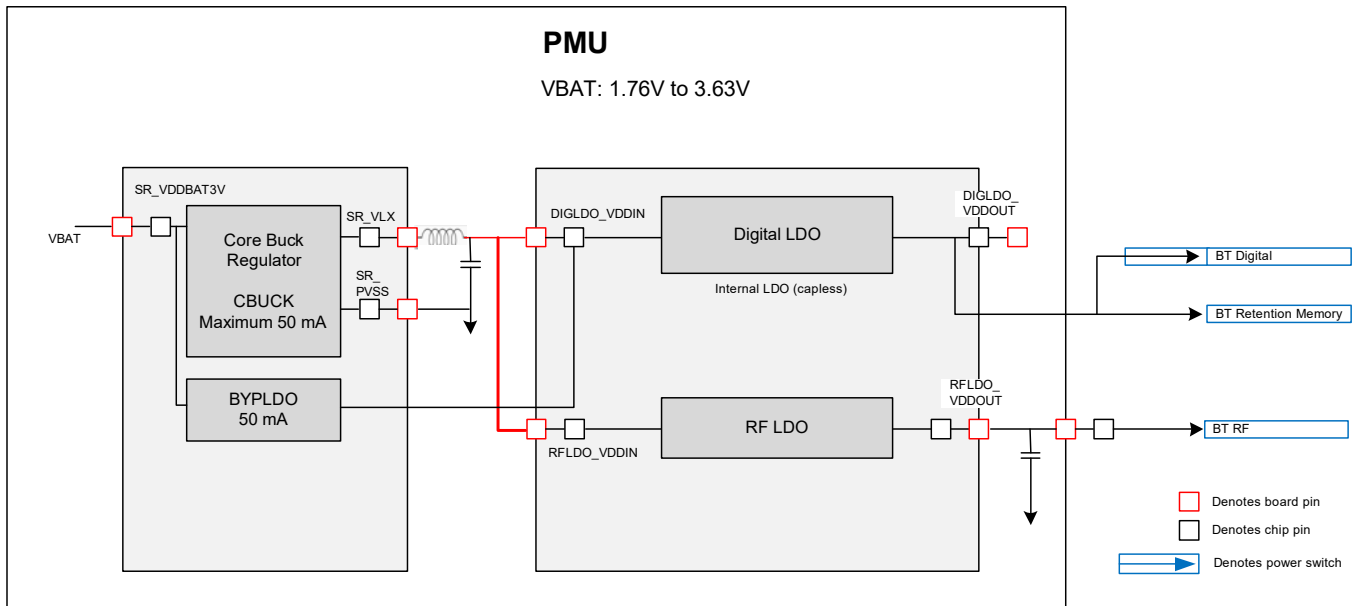 PMU
VBAT: 1.76V to 3.63V
SR_VDDBAT3V
VBAT
Core Buck
Regulator
CBUCK
Maximum 50 mA
SR_VLX
SR_
PVSS
BYPLDO
50 mA
DIGLDO_VDDIN
Digital LDO
Internal LDO (capless)
DIGLDO_
VDDOUT
BT Digital
BT Retention Memory
RFLDO_VDDIN
RF LDO
RFLDO_
VDDOUT
BT RF
Denotes board pin
Denotes chip pin
Denotes power switch